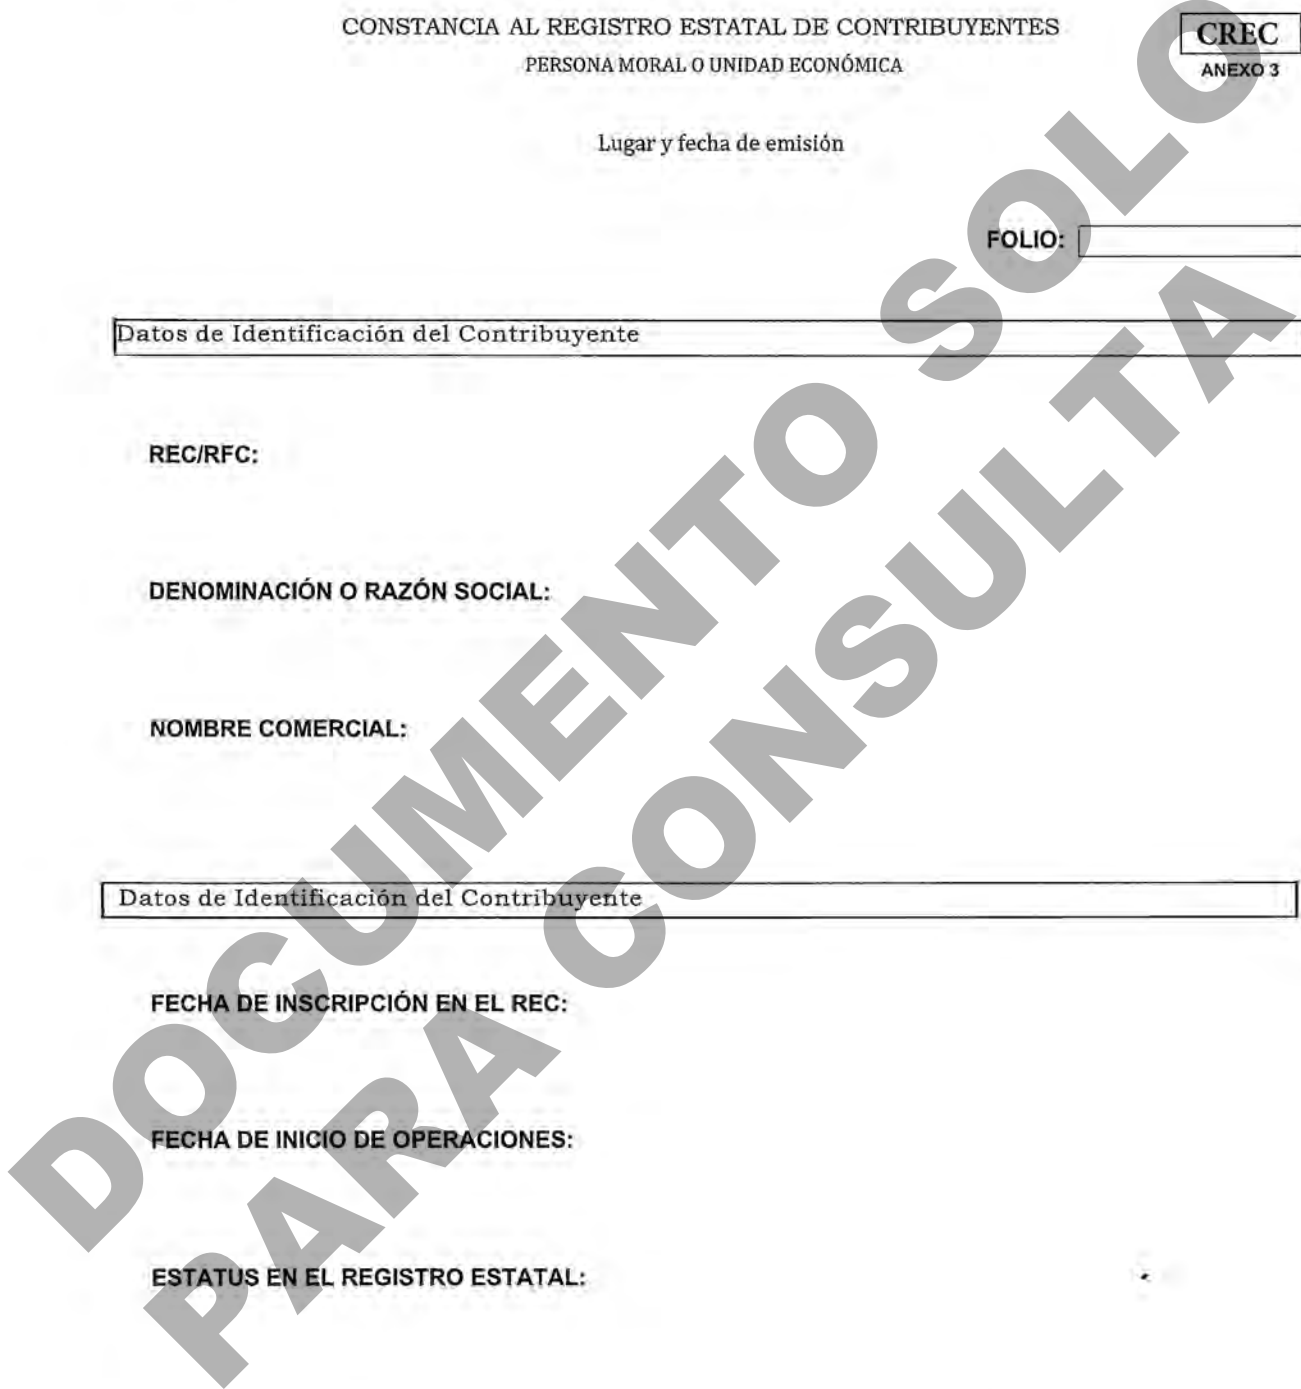 CONSTANCIA AL REGISTRO ESTATAL DE CONTRIBUYENTES
CREC
PERSONA MORAL O UNIDAD ECONÓMICA
ANEXO 3
Lugar y fecha de emisión
FOLIO:
Datos de Identificación del Contribuyente
REC/RFC:
DENOMINACIÓN O RAZÓN SOCIAL:
NOMBRE COMERCIAL:
Datos de Identificación del Contribuyente
FECHA DE INSCRIPCIÓN EN EL REC:
FECHA DE INICIO DE OPERACIONES:
ESTATUS EN EL REGISTRO ESTATAL:
DOCUMENTO SOLO
PARA CONSULTA